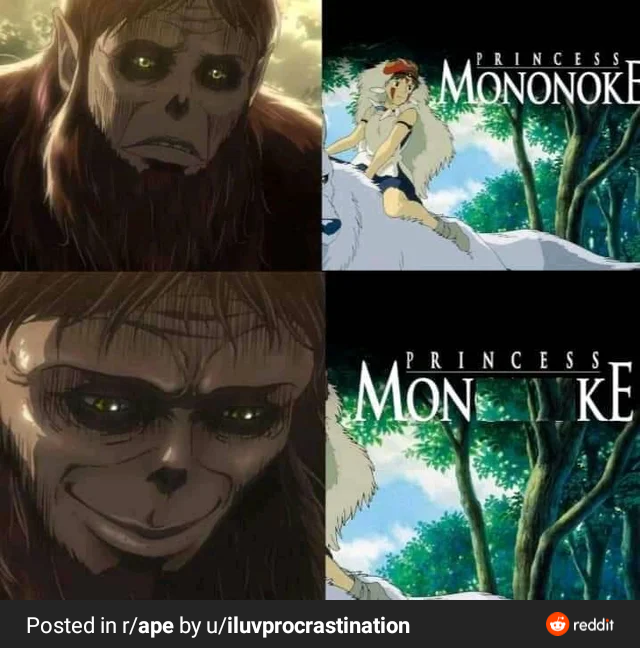 PRINCESS
MONONOKE
PRINCESS
MON KE
Posted in r/ape by u/iluvprocrastination
reddit